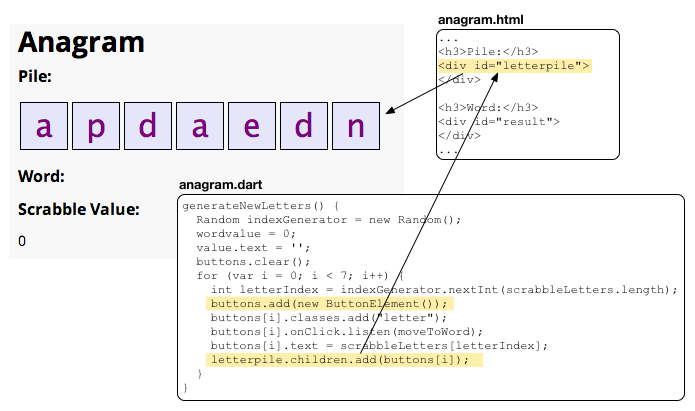 Anagram
Pile:
a p d a e d n
Word:
Scrabble Value:
0
anagram.html
...
<h3>Pile:</h3>
<div id="letterpile">
</div>
<h3>Word:</h3>
<div id="result">
</div>
...
anagram.dart
generateNewLetters() {
  Random indexGenerator = new Random();
  wordvalue = 0;
  value.text = '';
  buttons.clear();
  for (var i = 0; i < 7; i++) {
    int letterIndex = indexGenerator.nextInt(scrabbleLetters.length);
    buttons.add(new ButtonElement());
    buttons[i].classes.add("letter");
    buttons[i].onClick.listen(moveToWord);
    buttons[i].text = scrabbleLetters[letterIndex];
    letterpile.children.add(buttons[i]);
  }
}